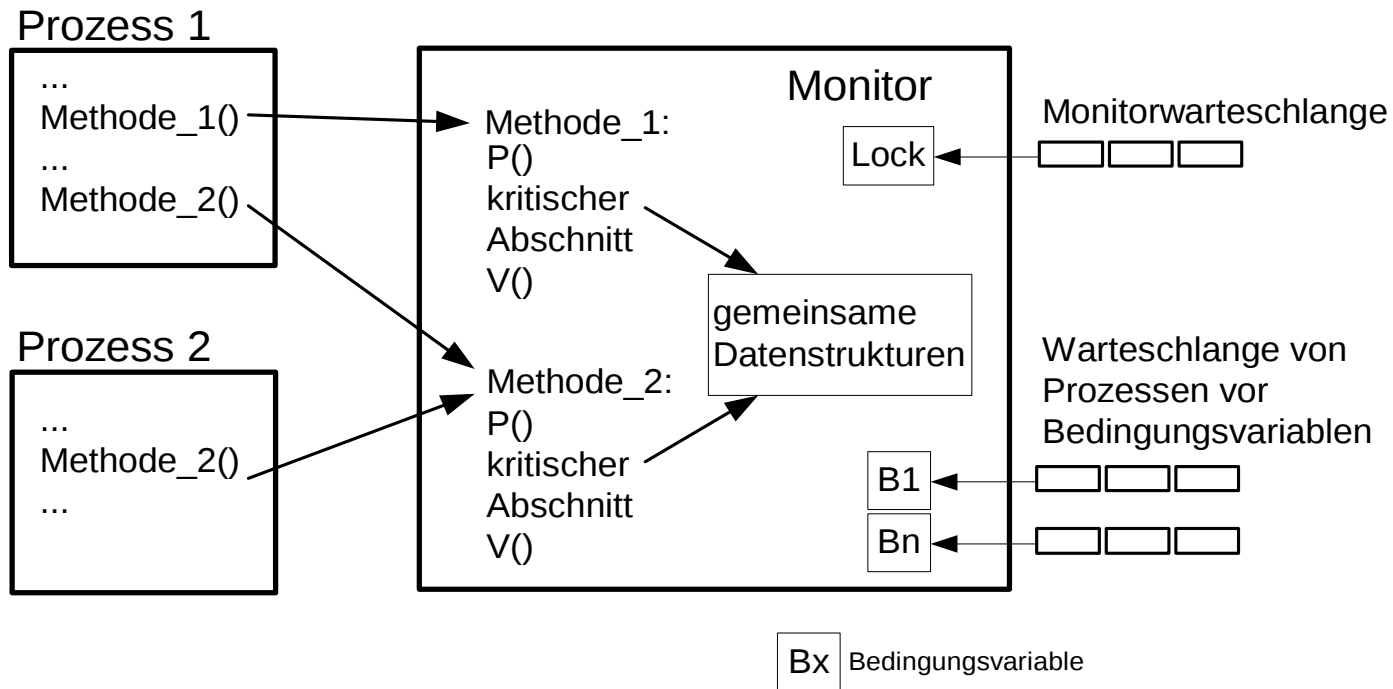 Prozess 1
...
Methode_1()
...
Methode_2()
Prozess 2
...
Methode_2()
...
Monitor
Methode_1:
P()
kritischer
Abschnitt
V()
Methode_2:
P()
kritischer
Abschnitt
V()
gemeinsame
Datenstrukturen
Lock
B1
Bn
Monitorwarteschlange
Warteschlange von
Prozessen vor
Bedingungsvariablen
Bx Bedingungsvariable